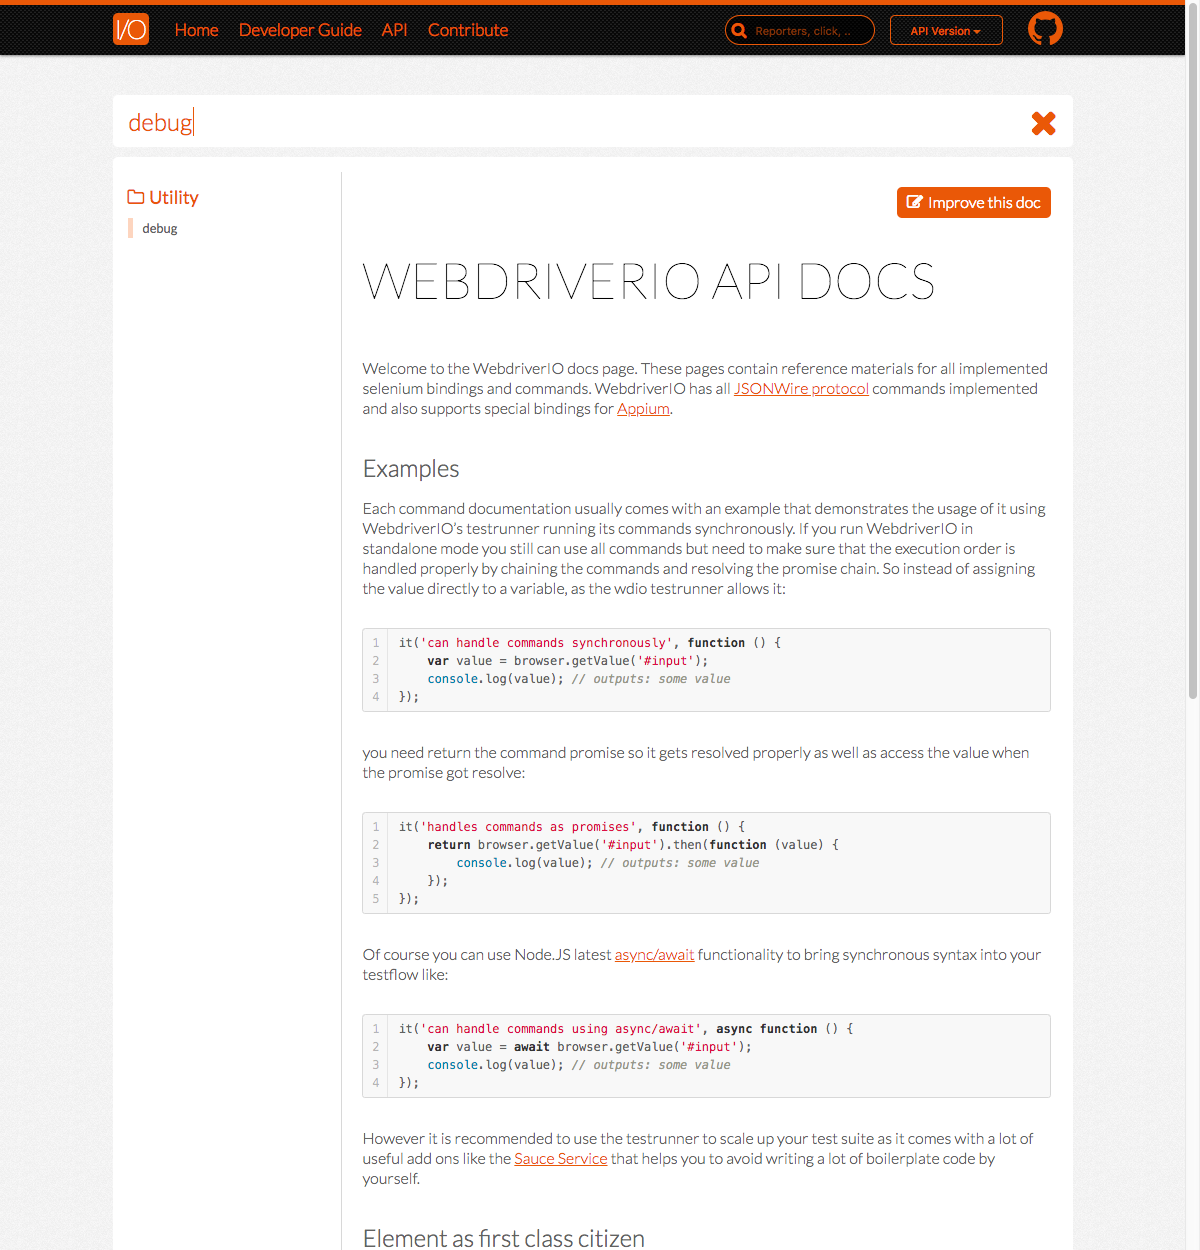 I/O Home Developer Guide API Contribute Reporters, click, .. API Version
debug
Utility
debug
Improve this doc
WEBDRIVERIO API DOCS
Welcome to the WebdriverIO docs page. These pages contain reference materials for all implemented
selenium bindings and commands. WebdriverIO has all JSONWire protocol commands implemented
and also supports special bindings for Appium.
Examples
Each command documentation usually comes with an example that demonstrates the usage of it using
WebdriverIO’s testrunner running its commands synchronously. If you run WebdriverIO in
standalone mode you still can use all commands but need to make sure that the execution order is
handled properly by chaining the commands and resolving the promise chain. So instead of assigning
the value directly to a variable, as the wdio testrunner allows it:
1 it('can handle commands synchronously', function () {
2 var value = browser.getValue('#input');
3 console.log(value); // outputs: some value
4 });
you need return the command promise so it gets resolved properly as well as access the value when
the promise got resolve:
1 it('handles commands as promises', function () {
2 return browser.getValue('#input').then(function (value) {
3 console.log(value); // outputs: some value
4 });
5 });
Of course you can use Node.JS latest async/await functionality to bring synchronous syntax into your
testflow like:
1 it('can handle commands using async/await', async function () {
2 var value = await browser.getValue('#input');
3 console.log(value); // outputs: some value
4 });
However it is recommended to use the testrunner to scale up your test suite as it comes with a lot of
useful add ons like the Sauce Service that helps you to avoid writing a lot of boilerplate code by
yourself.
Element as first class citizen